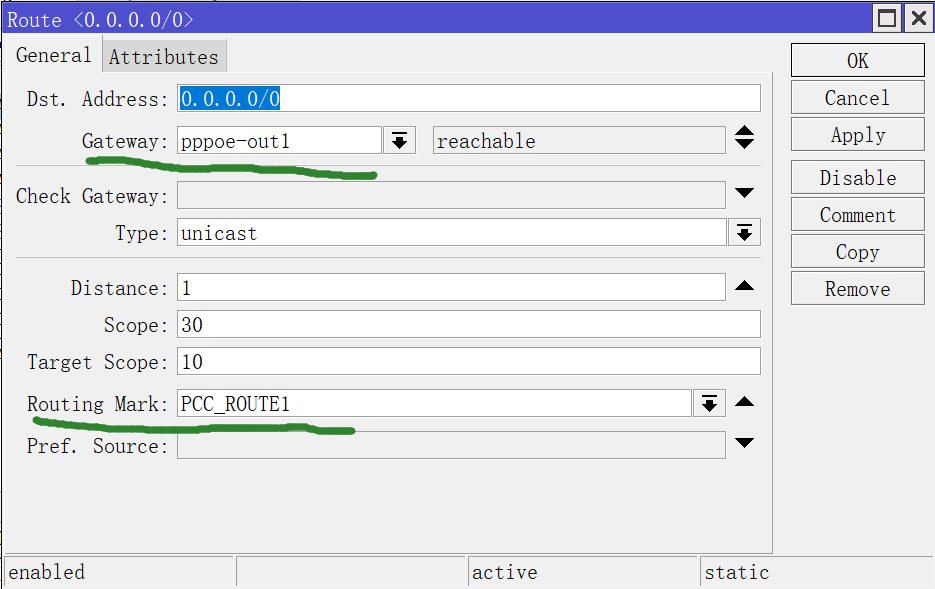 Route <0.0.0.0/0>
General Attributes
Dst. Address: 0.0.0.0/0
Gateway: pppoe-out1 reachable
Check Gateway:
Type: unicast
Distance: 1
Scope: 30
Target Scope: 10
Routing Mark: PCC_ROUTE1
Pref. Source:
OK
Cancel
Apply
Disable
Comment
Copy
Remove
enabled active static